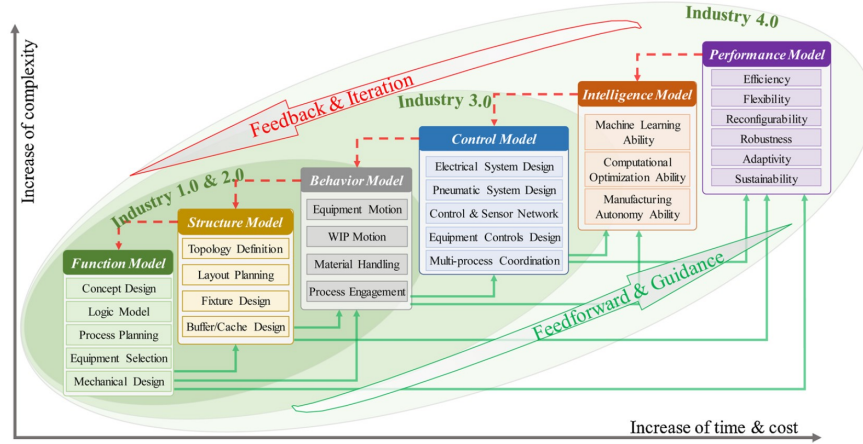 Industry 4.0
Performance Model
Efficiency
Flexibility
Reconfigurability
Robustness
Adaptivity
Sustainability
Feedback & Iteration
Industry 3.0
Intelligence Model
Machine Learning
Ability
Computational
Optimization Ability
Manufacturing
Autonomy Ability
Control Model
Electrical System Design
Pneumatic System Design
Control & Sensor Network
Equipment Controls Design
Multi-process Coordination
Industry 1.0 & 2.0
Behavior Model
Equipment Motion
WIP Motion
Material Handling
Process Engagement
Structure Model
Topology Definition
Layout Planning
Fixture Design
Buffer/Cache Design
Function Model
Concept Design
Logic Model
Process Planning
Equipment Selection
Mechanical Design
Feedforward & Guidance
Increase of complexity
Increase of time & cost